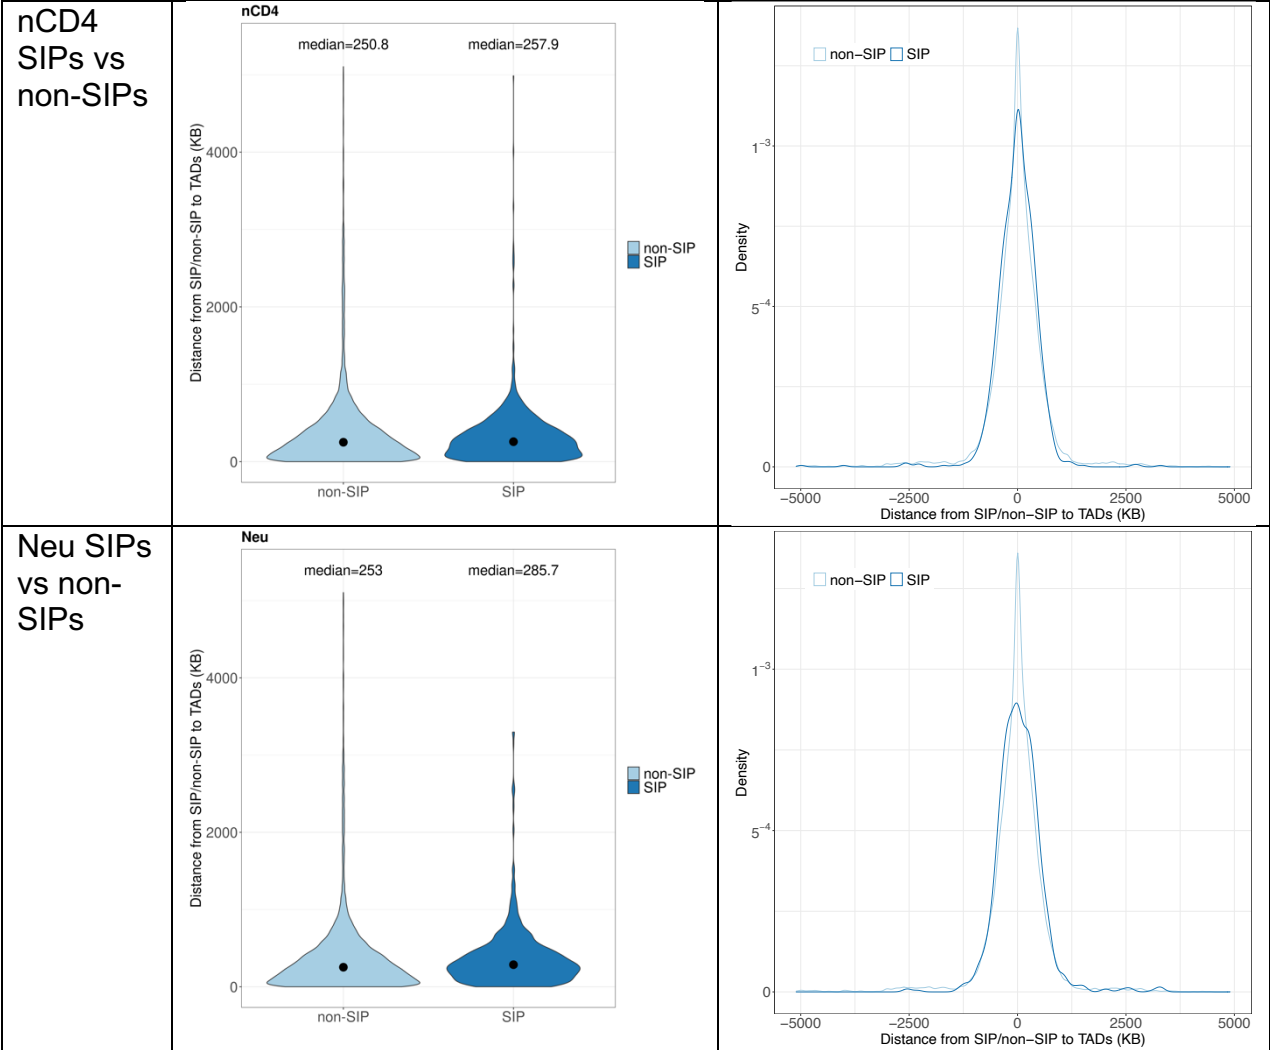 nCD4
SIPs vs
non-SIPs
nCD4
median=250.8 median=257.9
Distance from SIP/non-SIP to TADs (KB)
4000
2000
0
non-SIP SIP
non-SIP
SIP
non−SIP SIP
Density
1⁻³
5⁻⁴
0
−5000 −2500 0 2500 5000
Distance from SIP/non−SIP to TADs (KB)
Neu SIPs
vs non-
SIPs
Neu
median=253 median=285.7
Distance from SIP/non-SIP to TADs (KB)
4000
2000
0
non-SIP SIP
non-SIP
SIP
non−SIP SIP
Density
1⁻³
5⁻⁴
0
−5000 −2500 0 2500 5000
Distance from SIP/non−SIP to TADs (KB)